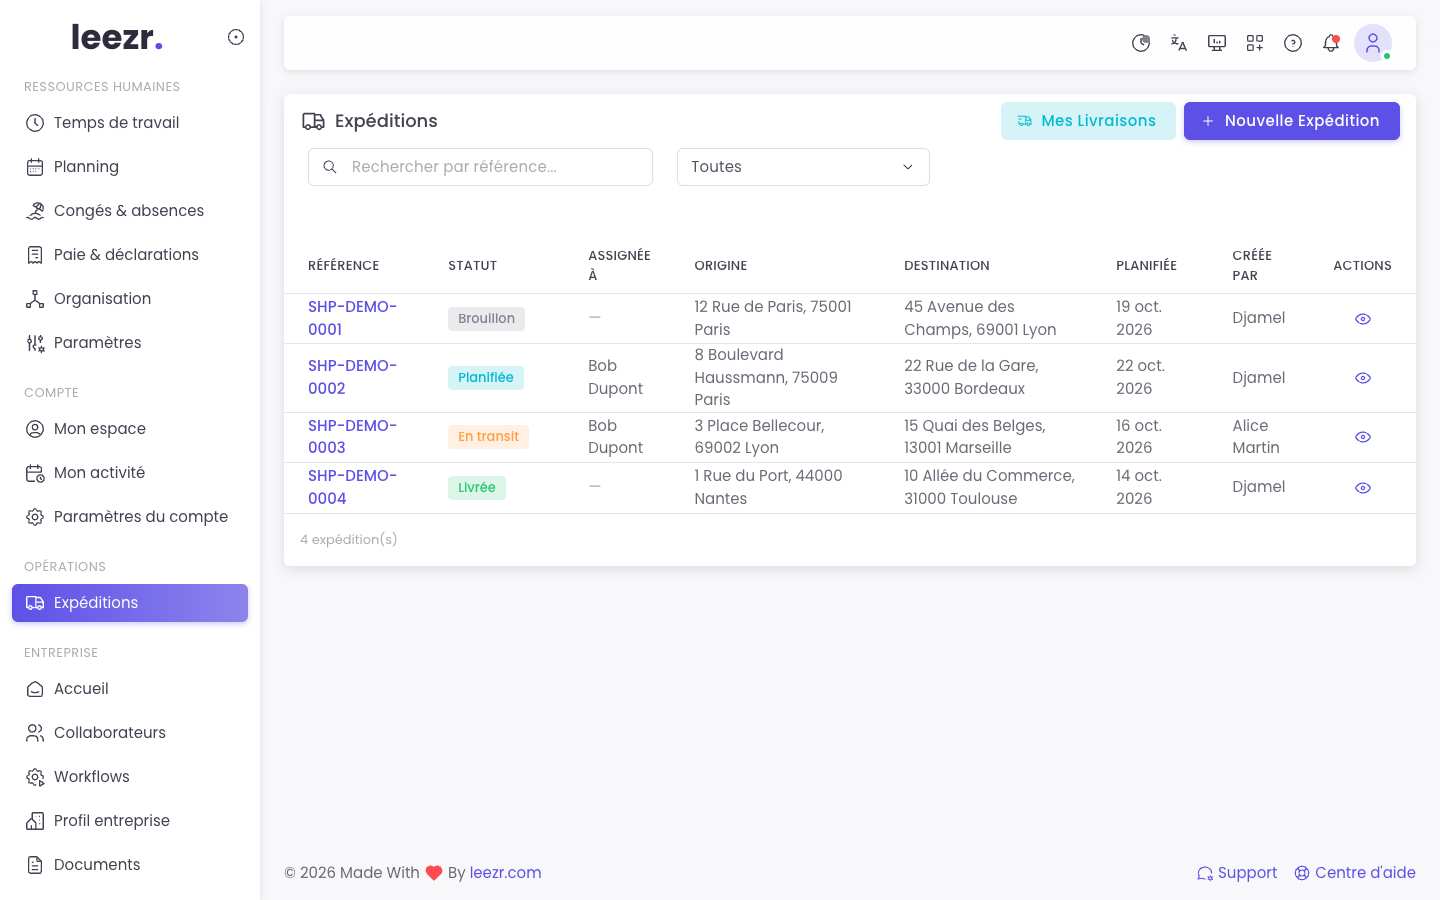 leezr.
RESSOURCES HUMAINES
Temps de travail
Planning
Congés & absences
Paie & déclarations
Organisation
Paramètres
COMPTE
Mon espace
Mon activité
Paramètres du compte
OPÉRATIONS
Expéditions
ENTREPRISE
Accueil
Collaborateurs
Workflows
Profil entreprise
Documents
Expéditions
Mes Livraisons
Nouvelle Expédition
Rechercher par référence...
Toutes
RÉFÉRENCE STATUT ASSIGNÉE À ORIGINE DESTINATION PLANIFIÉE CRÉÉE PAR ACTIONS
SHP-DEMO-0001 Brouillon — 12 Rue de Paris, 75001 Paris 45 Avenue des Champs, 69001 Lyon 19 oct. 2026 Djamel
SHP-DEMO-0002 Planifiée Bob Dupont 8 Boulevard Haussmann, 75009 Paris 22 Rue de la Gare, 33000 Bordeaux 22 oct. 2026 Djamel
SHP-DEMO-0003 En transit Bob Dupont 3 Place Bellecour, 69002 Lyon 15 Quai des Belges, 13001 Marseille 16 oct. 2026 Alice Martin
SHP-DEMO-0004 Livrée — 1 Rue du Port, 44000 Nantes 10 Allée du Commerce, 31000 Toulouse 14 oct. 2026 Djamel
4 expédition(s)
© 2026 Made With By leezr.com
Support
Centre d'aide